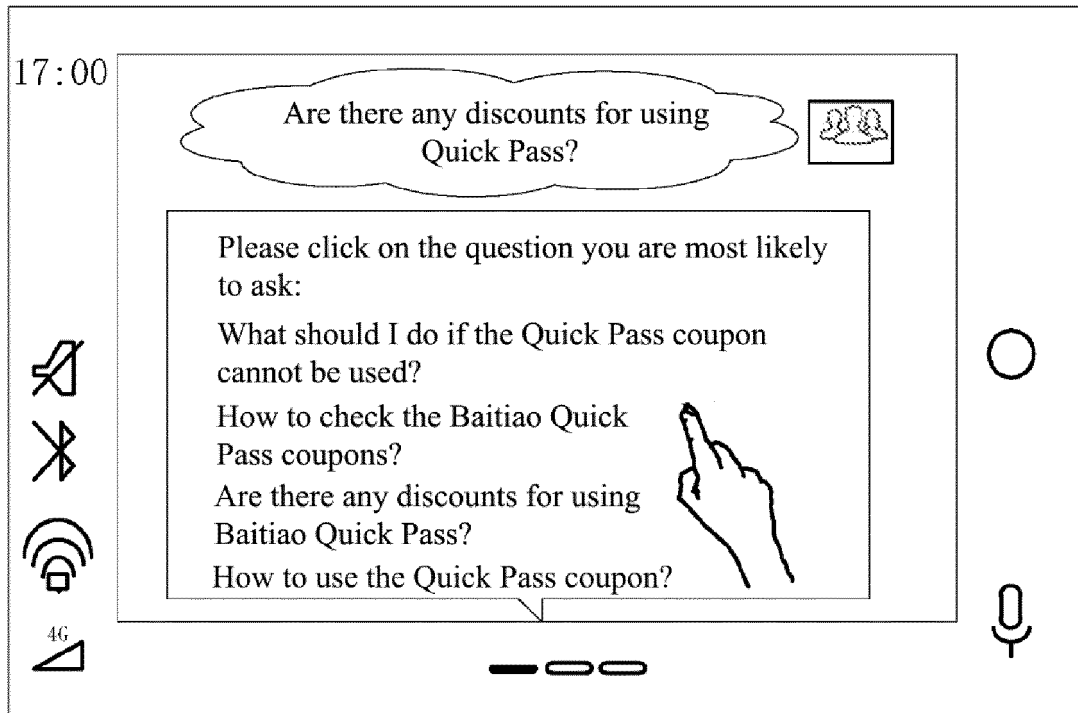 17:00
Are there any discounts for using
Quick Pass?
Please click on the question you are most likely
to ask:
What should I do if the Quick Pass coupon
cannot be used?
How to check the Baitiao Quick
Pass coupons?
Are there any discounts for using
Baitiao Quick Pass?
How to use the Quick Pass coupon?
4G